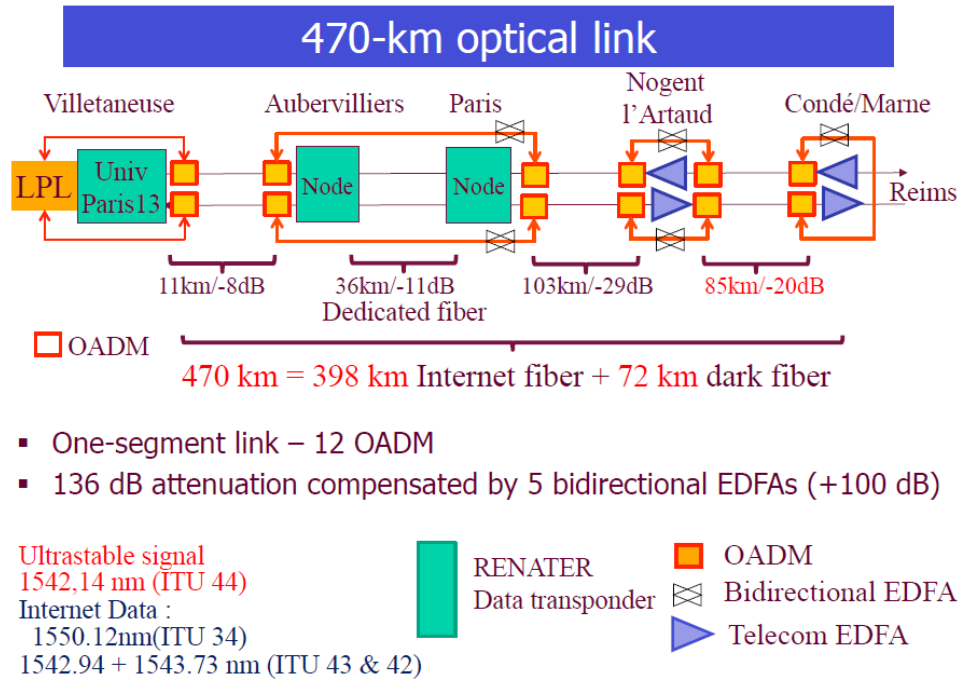 470-km optical link
Villetaneuse
Aubervilliers
Paris
Nogent
l'Artaud
Condé/Marne
LPL
Univ
Paris13
Node
Node
Reims
11km/-8dB
36km/-11dB
103km/-29dB
85km/-20dB
Dedicated fiber
OADM
470 km = 398 km Internet fiber + 72 km dark fiber
▪ One-segment link – 12 OADM
▪ 136 dB attenuation compensated by 5 bidirectional EDFAs (+100 dB)
Ultrastable signal
1542,14 nm (ITU 44)
Internet Data :
1550.12nm(ITU 34)
1542.94 + 1543.73 nm (ITU 43 & 42)
RENATER
Data transponder
OADM
Bidirectional EDFA
Telecom EDFA